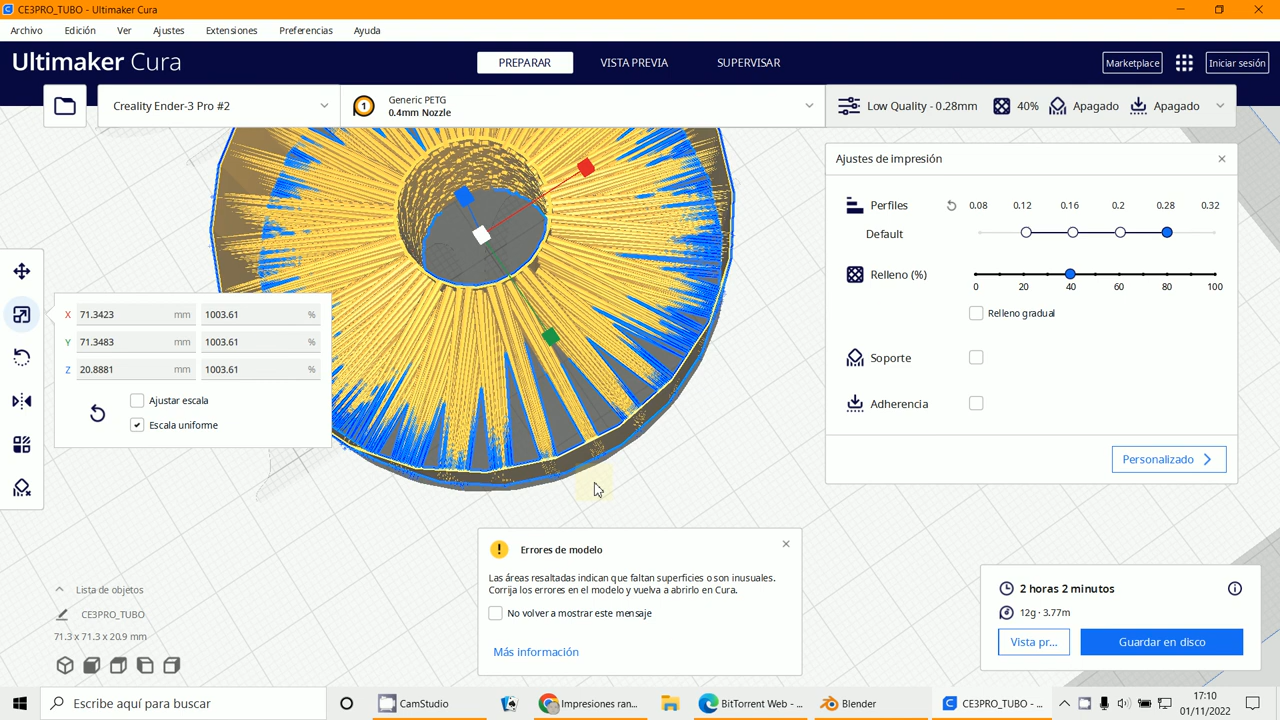 CE3PRO_TUBO - Ultimaker Cura
Archivo Edición Ver Ajustes Extensiones Preferencias Ayuda
Ultimaker Cura
PREPARAR VISTA PREVIA SUPERVISAR
Marketplace Iniciar sesión
Creality Ender-3 Pro #2
1
Generic PETG
0.4mm Nozzle
Low Quality - 0.28mm 40% Apagado Apagado
Ajustes de impresión
Perfiles 0.08 0.12 0.16 0.2 0.28 0.32
Default
Relleno (%)
0 20 40 60 80 100
Relleno gradual
Soporte
Adherencia
Personalizado
X 71.3423 mm 1003.61 %
Y 71.3483 mm 1003.61 %
Z 20.8881 mm 1003.61 %
Ajustar escala
Escala uniforme
Errores de modelo
Las áreas resaltadas indican que faltan superficies o son inusuales.
Corrija los errores en el modelo y vuelva a abrirlo en Cura.
No volver a mostrar este mensaje
Más información
Lista de objetos
CE3PRO_TUBO
71.3 x 71.3 x 20.9 mm
2 horas 2 minutos
12g · 3.77m
Vista pr... Guardar en disco
Escribe aquí para buscar
CamStudio
Impresiones ran...
BitTorrent Web - ...
Blender
CE3PRO_TUBO - ...
17:10
01/11/2022